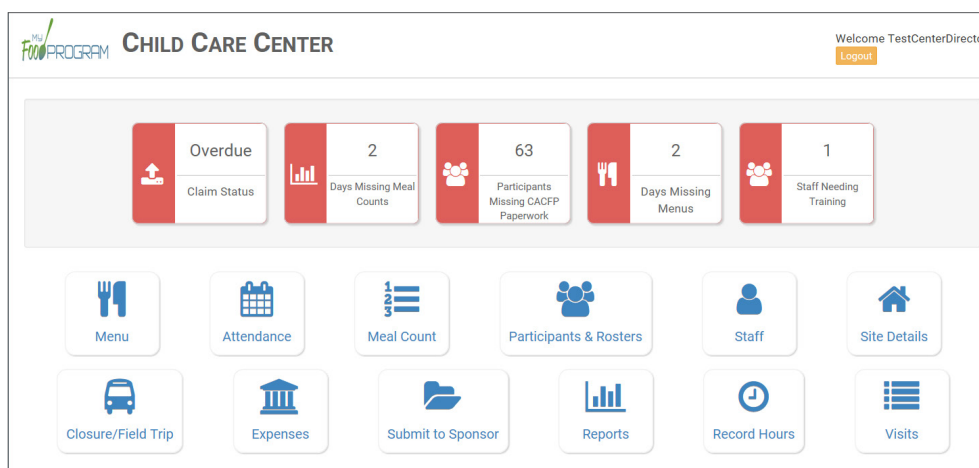 My
Food PROGRAM
CHILD CARE CENTER
Welcome TestCenterDirecto
Logout
Overdue
Claim Status
2
Days Missing Meal
Counts
63
Participants
Missing CACFP
Paperwork
2
Days Missing
Menus
1
Staff Needing
Training
1
2
3
Menu
Attendance
Meal Count
Participants & Rosters
Staff
Site Details
Closure/Field Trip
Expenses
Submit to Sponsor
Reports
Record Hours
Visits